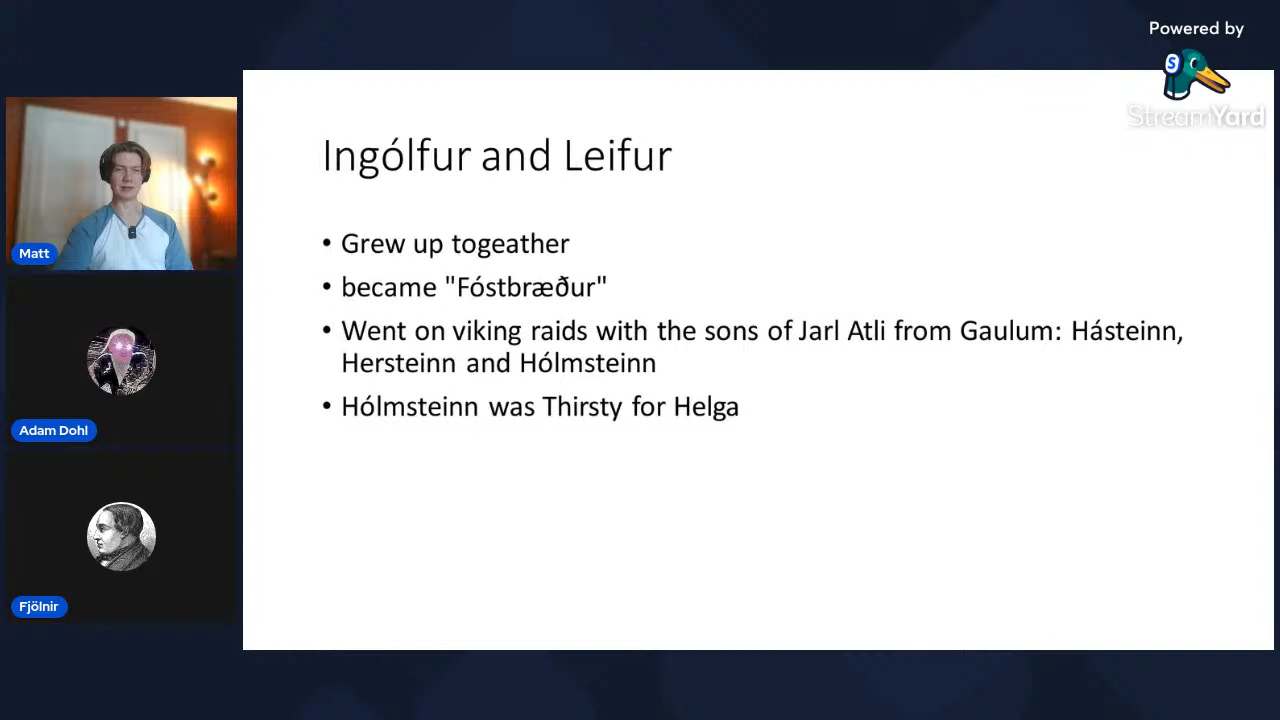 Powered by
S
StreamYard
Ingólfur and Leifur
• Grew up togeather
• became "Fóstbræður"
• Went on viking raids with the sons of Jarl Atli from Gaulum: Hásteinn,
Hersteinn and Hólmsteinn
• Hólmsteinn was Thirsty for Helga
Matt
Adam Dohl
Fjölnir